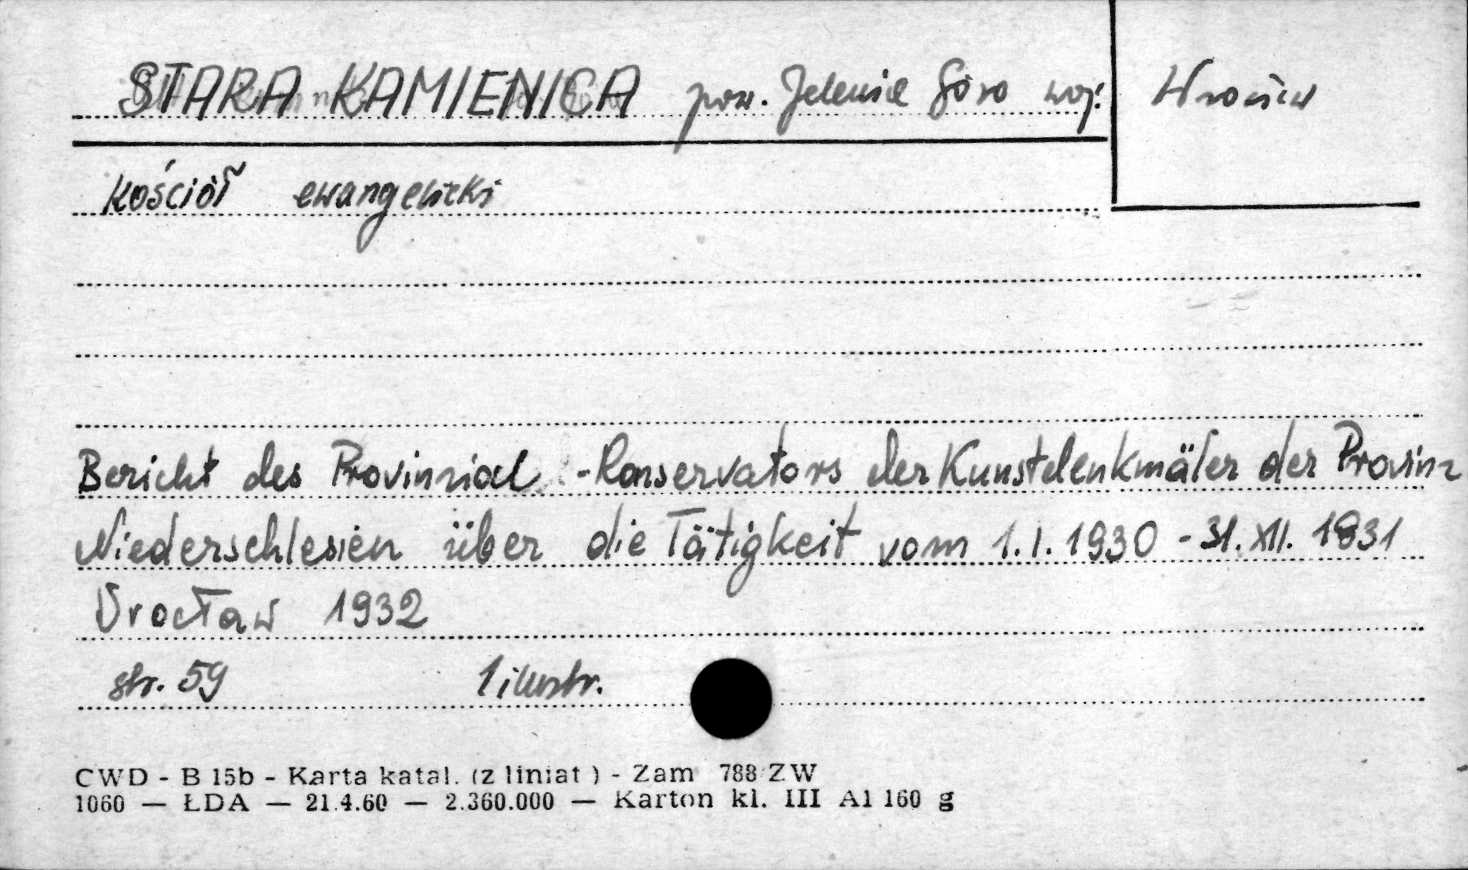 STARA KAMIENICA pow. Jelenia Góra woj: Wrocław
kościół ewangelicki
Bericht des Provinzial-Konservators der Kunstdenkmäler der Provinz
Niederschlesien über die Tätigkeit vom 1.I.1930 - 31.XII. 1931
Wrocław 1932
str. 59 1 ilustr.
CWD - B 15b - Karta katal. (z liniat ) - Zam 788 ZW
1060 — ŁDA — 21.4.60 — 2.360.000 — Karton kl. III A1 160 g